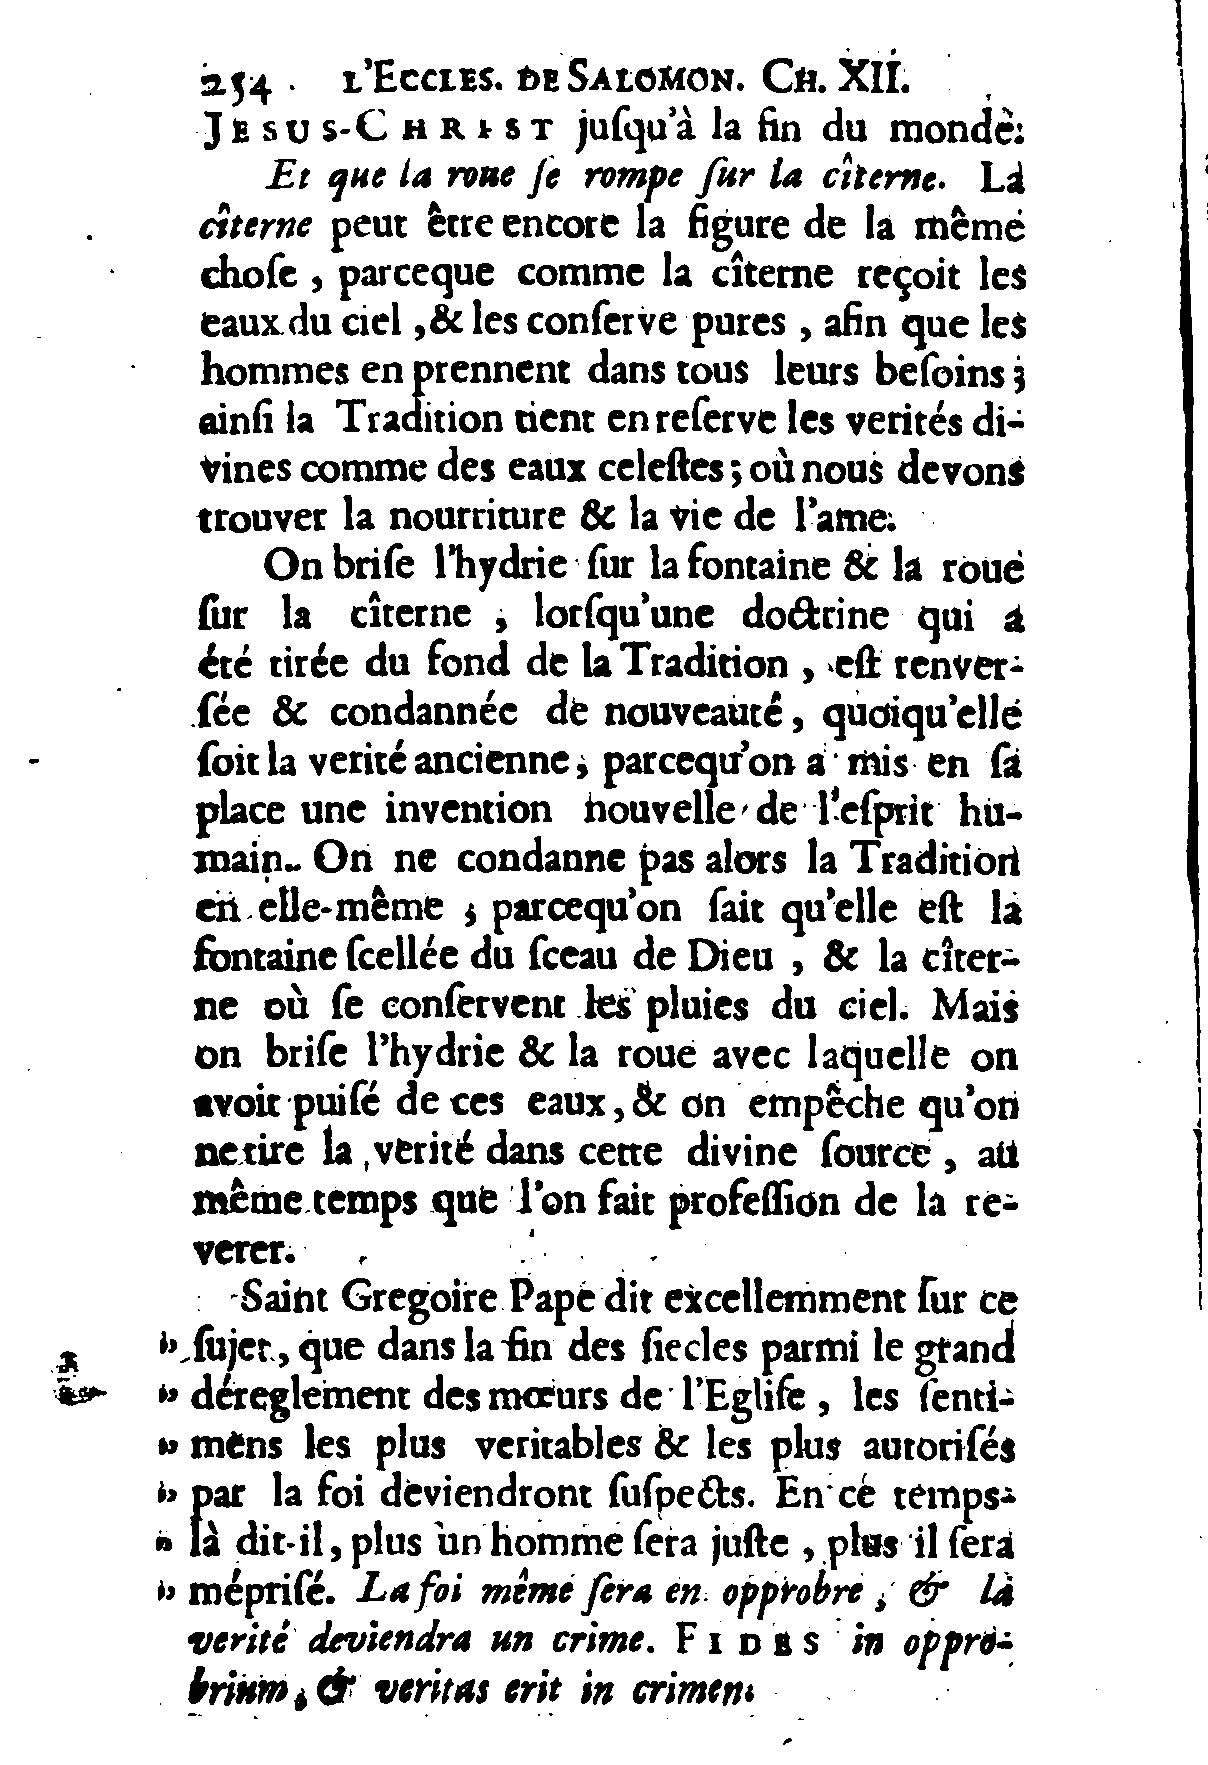 254 . L'ECCLES. DE SALOMON. CH. XII.
JESUS-CHRIST juſqu'à la fin du monde.
Et que la roue ſe rompe ſur la cîterne. La
cîterne peut être encore la figure de la même
choſe, parceque comme la cîterne reçoit les
eaux du ciel, & les conſerve pures, afin que les
hommes en prennent dans tous leurs beſoins;
ainſi la Tradition tient en reſerve les verités di-
vines comme des eaux celeſtes; où nous devons
trouver la nourriture & la vie de l'ame.
On briſe l'hydrie ſur la fontaine & la roue
ſur la cîterne, lorſqu'une doctrine qui a
été tirée du fond de la Tradition, eſt renver-
ſée & condannée de nouveauté, quoiqu'elle
ſoit la verité ancienne, parcequ'on a mis en ſa
place une invention nouvelle de l'eſprit hu-
main. On ne condanne pas alors la Tradition
en elle-même; parcequ'on ſait qu'elle eſt la
fontaine ſcellée du ſceau de Dieu, & la cîter-
ne où ſe conſervent les pluies du ciel. Mais
on briſe l'hydrie & la roue avec laquelle on
avoit puiſé de ces eaux, & on empêche qu'on
ne tire la verité dans cette divine ſource, au
même temps que l'on fait profeſſion de la re-
verer.
Saint Gregoire Pape dit excellemment ſur ce
» ſujet, que dans la fin des ſiecles parmi le grand
» déreglement des mœurs de l'Egliſe, les ſenti-
» mens les plus veritables & les plus autoriſés
» par la foi deviendront ſuſpects. En ce temps-
» là dit-il, plus un homme ſera juſte, plus il ſera
» mépriſé. La foi même ſera en opprobre, & la
verité deviendra un crime. FIDES in oppro-
brium, & veritas erit in crimen.